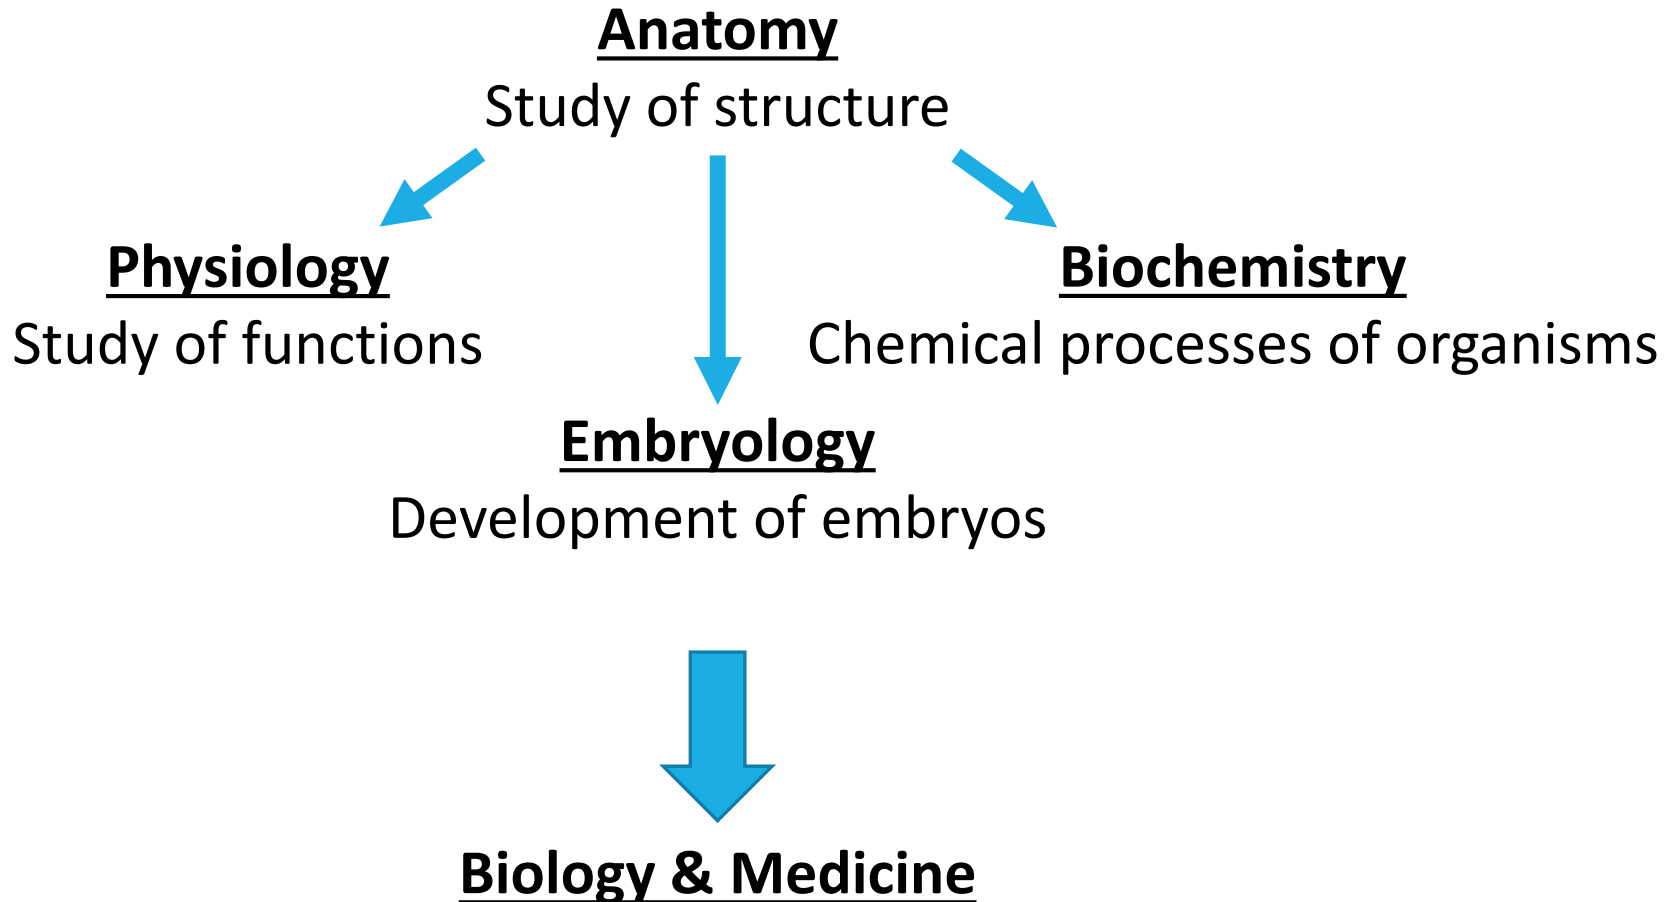 Anatomy
Study of structure
Physiology
Study of functions
Biochemistry
Chemical processes of organisms
Embryology
Development of embryos
Biology & Medicine